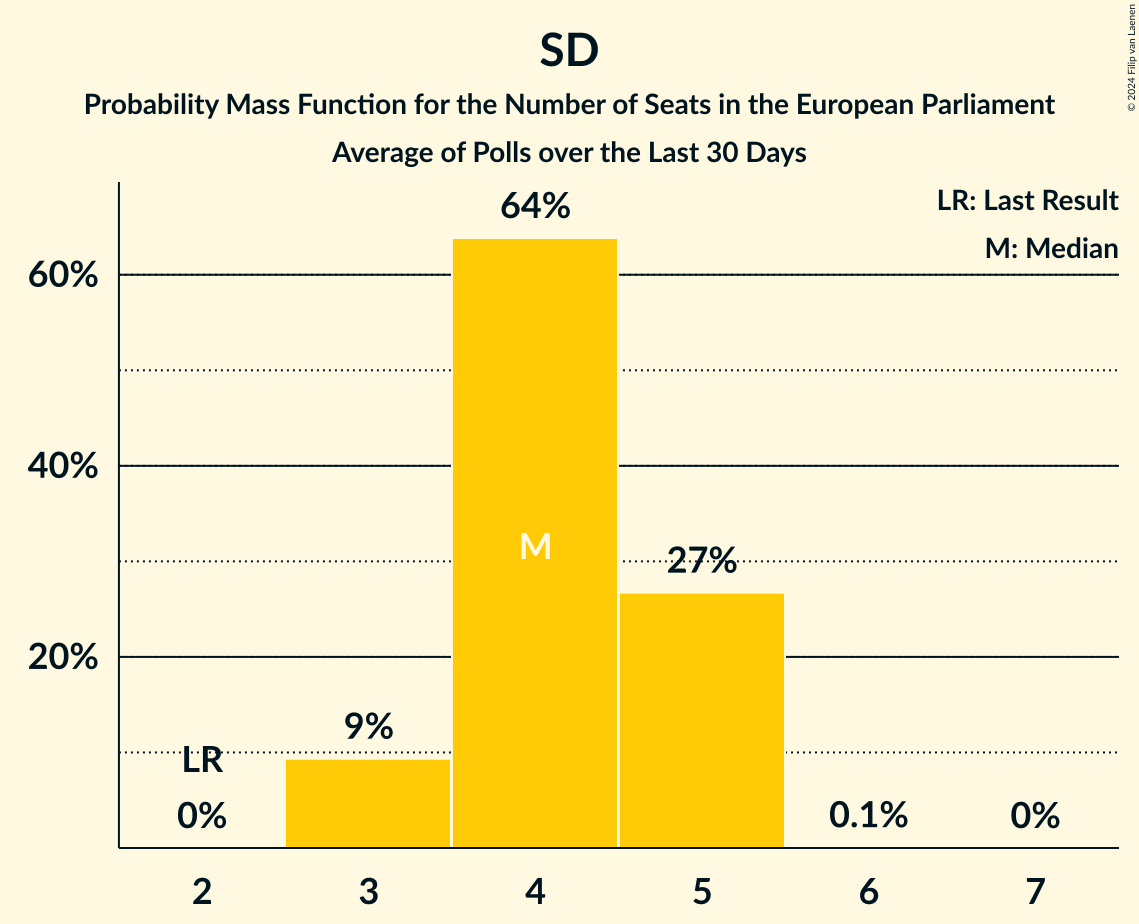 SD
Probability Mass Function for the Number of Seats in the European Parliament
Average of Polls over the Last 30 Days
© 2024 Filip van Laenen
LR: Last Result
M: Median
60%
40%
20%
64%
M
27%
9%
LR
0%
0.1%
0%
2 3 4 5 6 7